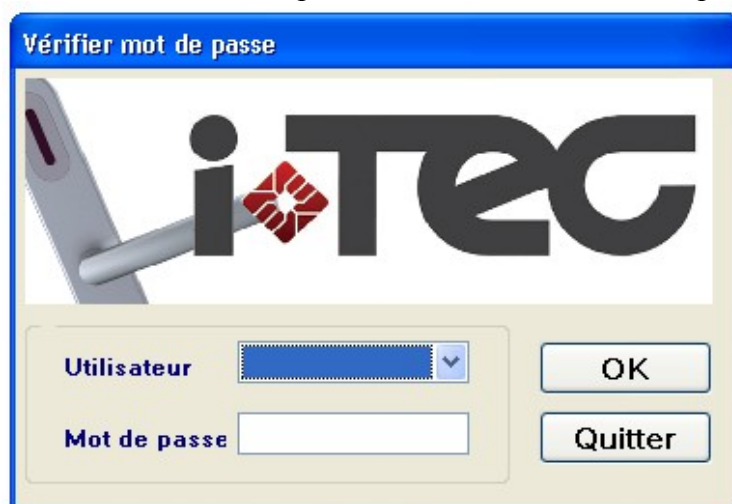 Vérifier mot de passe
i TEC
Utilisateur
OK
Mot de passe
Quitter